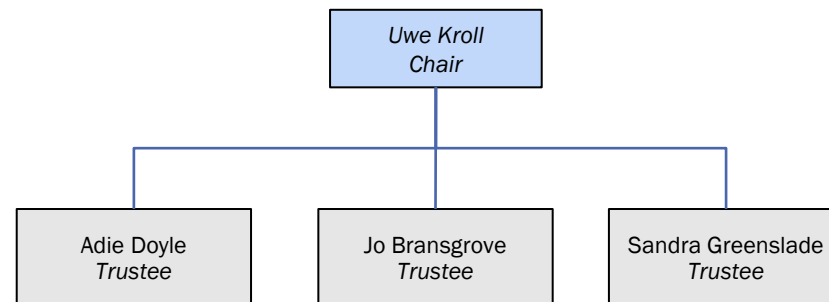 Uwe Kroll
Chair
Adie Doyle
Trustee
Jo Bransgrove
Trustee
Sandra Greenslade
Trustee